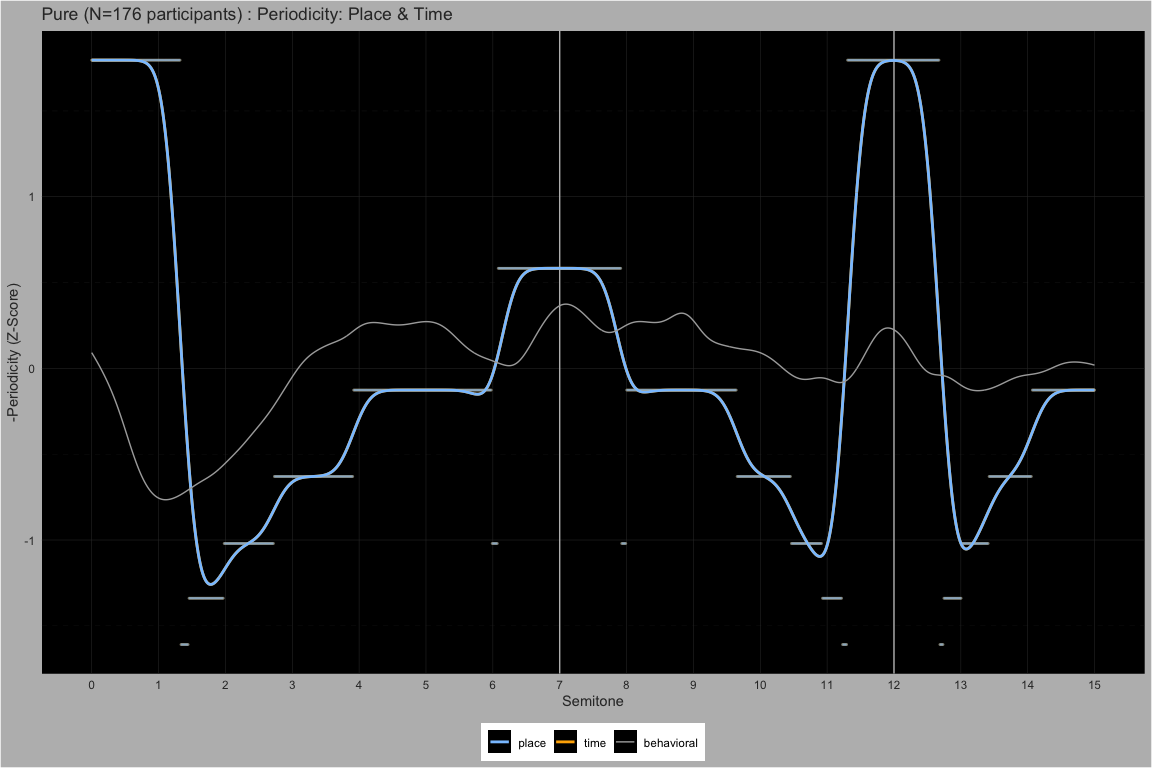 Pure (N=176 participants) : Periodicity: Place & Time
-Periodicity (Z-Score)
1
0
-1
0 1 2 3 4 5 6 7 8 9 10 11 12 13 14 15
Semitone
place time behavioral